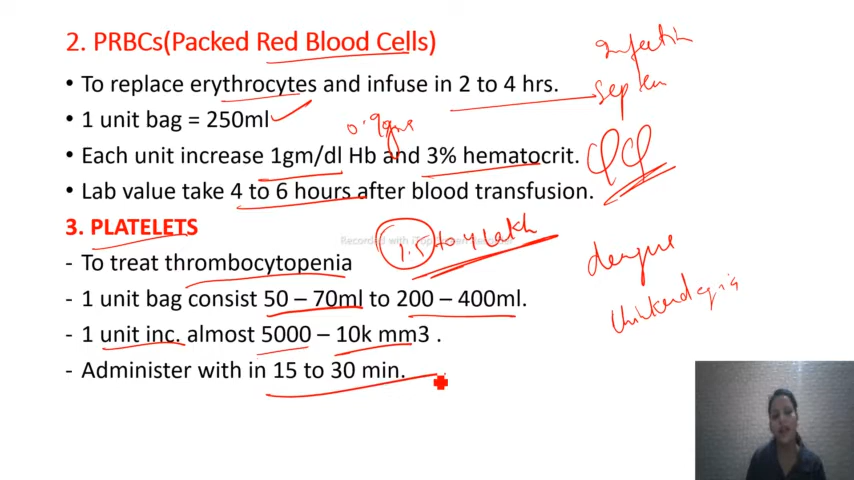 2. PRBCs(Packed Red Blood Cells)
Infectin
• To replace erythrocytes and infuse in 2 to 4 hrs.
• 1 unit bag = 250ml
0.9gms
• Each unit increase 1gm/dl Hb and 3% hematocrit.
• Lab value take 4 to 6 hours after blood transfusion.
3. PLATELETS
1.5 to 4 Lakh
dengue
- To treat thrombocytopenia
- 1 unit bag consist 50 – 70ml to 200 – 400ml.
- 1 unit inc. almost 5000 – 10k mm3 .
- Administer with in 15 to 30 min.